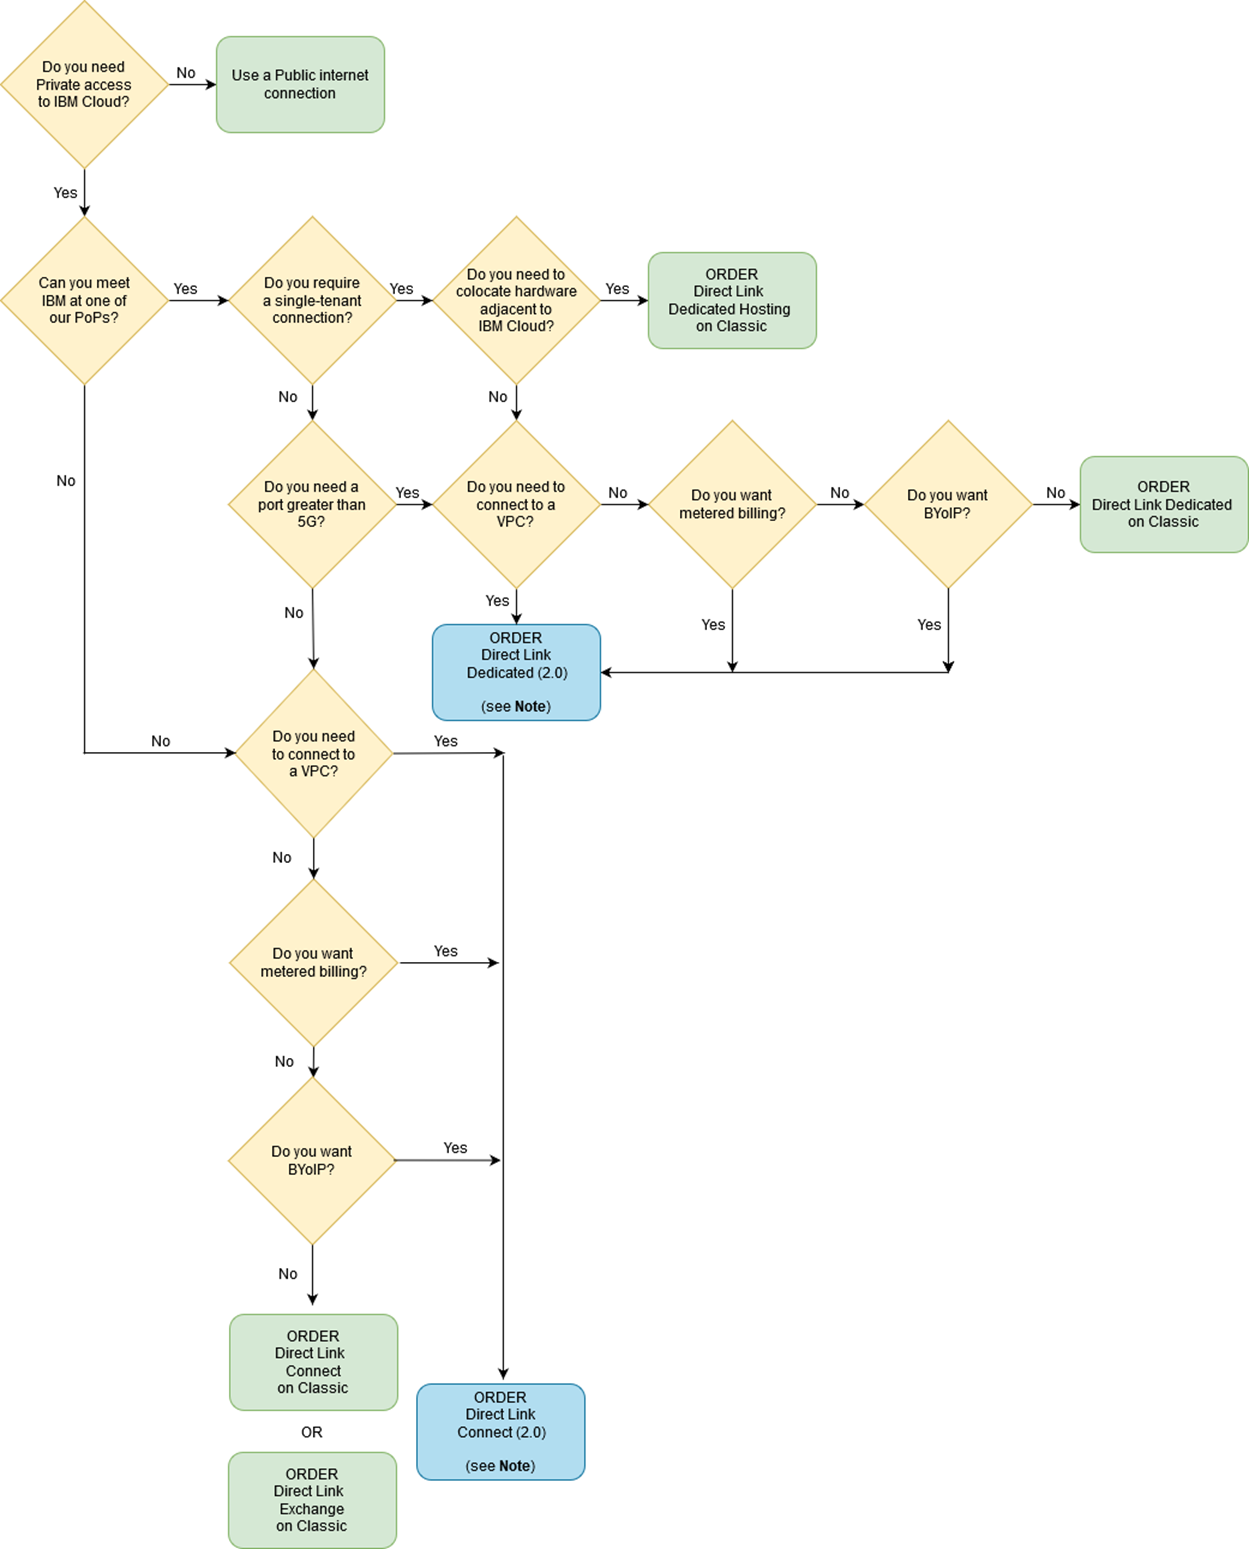 Do you need
Private access
to IBM Cloud?
No
Use a Public internet
connection
Yes
Can you meet
IBM at one of
our PoPs?
Yes
Do you require
a single-tenant
connection?
Yes
Do you need to
colocate hardware
adjacent to
IBM Cloud?
Yes
ORDER
Direct Link
Dedicated Hosting
on Classic
No
No
No
Do you need a
port greater than
5G?
Yes
Do you need to
connect to a
VPC?
No
Do you want
metered billing?
No
Do you want
BYoIP?
No
ORDER
Direct Link Dedicated
on Classic
No
Yes
Yes
Yes
ORDER
Direct Link
Dedicated (2.0)
(see Note)
No
Do you need
to connect to
a VPC?
Yes
No
Do you want
metered billing?
Yes
No
Do you want
BYoIP?
Yes
No
ORDER
Direct Link
Connect
on Classic
OR
ORDER
Direct Link
Exchange
on Classic
ORDER
Direct Link
Connect (2.0)
(see Note)